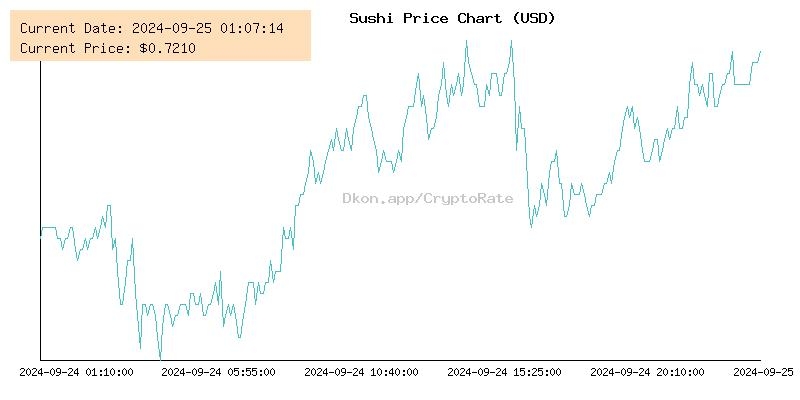 Sushi Price Chart (USD)
Current Date: 2024-09-25 01:07:14
Current Price: $0.7210
Dkon.app/CryptoRate
2024-09-24 01:10:00 2024-09-24 05:55:00 2024-09-24 10:40:00 2024-09-24 15:25:00 2024-09-24 20:10:00 2024-09-25